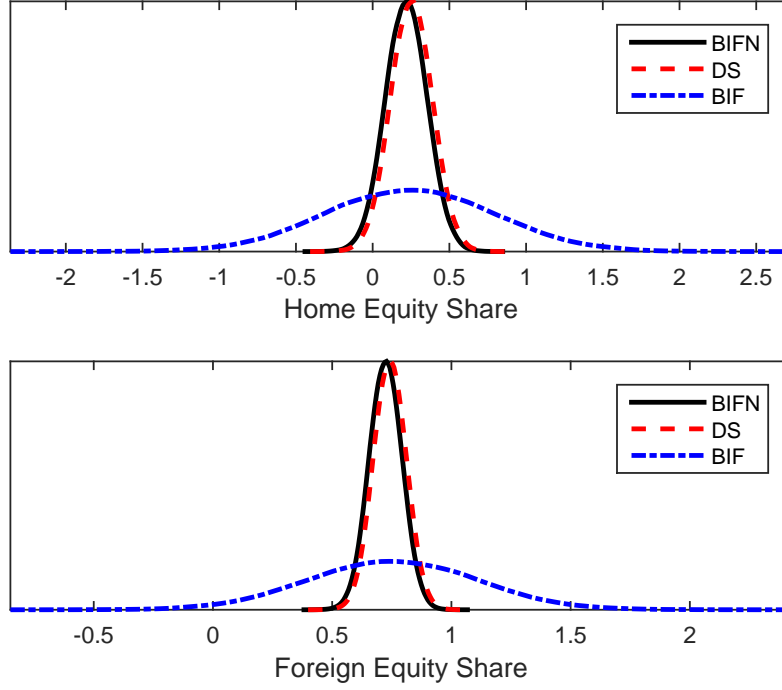 BIFN
DS
BIF
-2 -1.5 -1 -0.5 0 0.5 1 1.5 2 2.5
Home Equity Share
BIFN
DS
BIF
-0.5 0 0.5 1 1.5 2
Foreign Equity Share